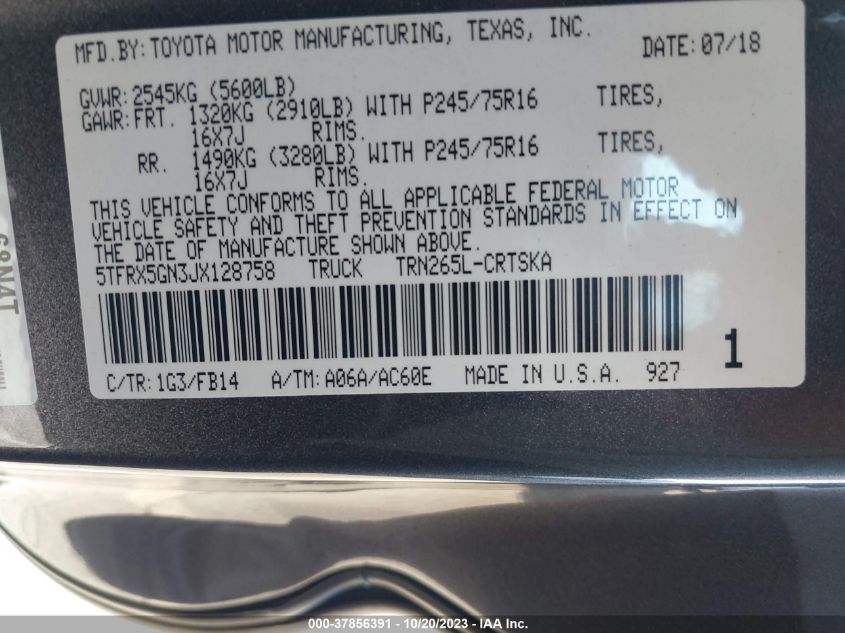 MFD.BY:TOYOTA MOTOR MANUFACTURING, TEXAS, INC.
DATE:07/18
GVWR:2545KG (5600LB)
GAWR:FRT. 1320KG (2910LB) WITH P245/75R16 TIRES,
16X7J RIMS.
RR. 1490KG (3280LB) WITH P245/75R16 TIRES,
16X7J RIMS.
THIS VEHICLE CONFORMS TO ALL APPLICABLE FEDERAL MOTOR
VEHICLE SAFETY AND THEFT PREVENTION STANDARDS IN EFFECT ON
THE DATE OF MANUFACTURE SHOWN ABOVE.
5TFRX5GN3JX128758 TRUCK TRN265L-CRTSKA
C/TR:1G3/FB14 A/TM:A06A/AC60E MADE IN U.S.A. 927
1
000-37856391 - 10/20/2023 - IAA Inc.